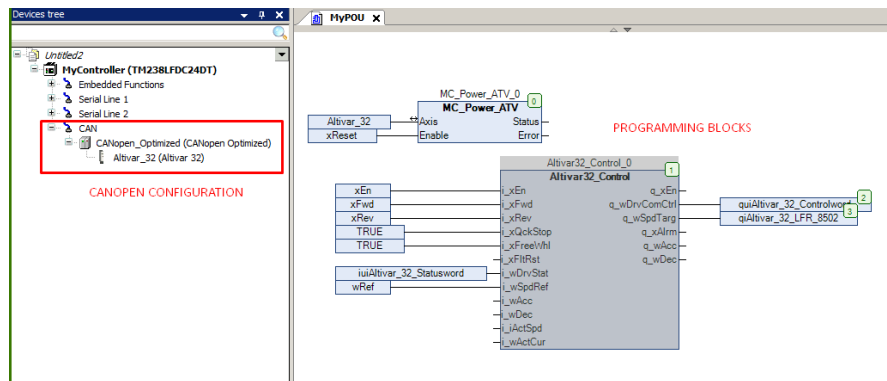 Devices tree
Untitled2
MyController (TM238LFDC24DT)
Embedded Functions
Serial Line 1
Serial Line 2
CAN
CANopen_Optimized (CANopen Optimized)
Altivar_32 (Altivar 32)
CANOPEN CONFIGURATION
MyPOU X
MC_Power_ATV_0
0
MC_Power_ATV
Altivar_32 Axis Status
xReset Enable Error
PROGRAMMING BLOCKS
Altivar32_Control_0
1
Altivar32_Control
xEn i_xEn q_xEn
xFwd i_xFwd q_wDrvComCtrl quiAltivar_32_Controlword 2
xRev i_xRev q_wSpdTarg qiAltivar_32_LFR_8502 3
TRUE i_xQckStop q_xAlrm
TRUE i_xFreeWhl q_wAcc
i_xFltRst q_wDec
iuiAltivar_32_Statusword i_wDrvStat
wRef i_wSpdRef
i_wAcc
i_wDec
i_iActSpd
i_wActCur